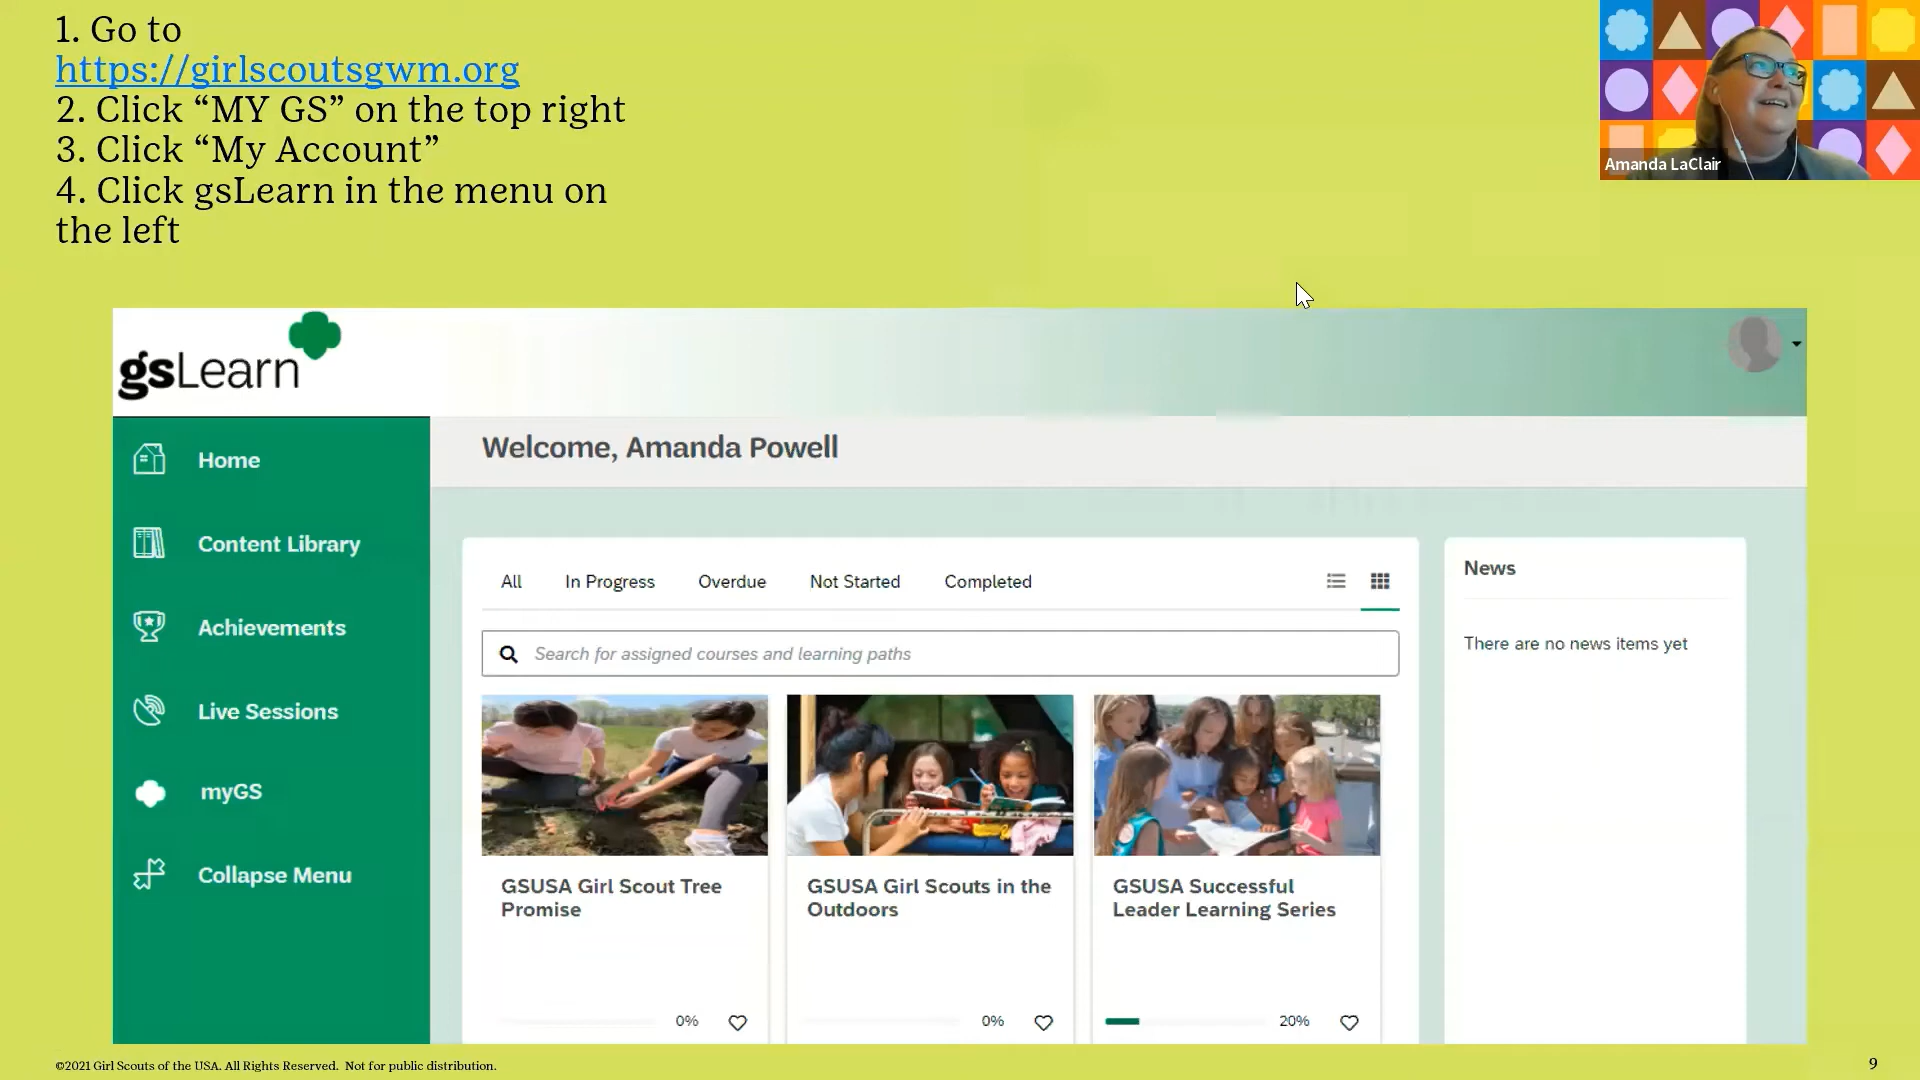 1. Go to
https://girlscoutsgwm.org
2. Click “MY GS” on the top right
3. Click “My Account”
4. Click gsLearn in the menu on
the left
Amanda LaClair
gsLearn
Welcome, Amanda Powell
Home
Content Library
Achievements
Live Sessions
myGS
Collapse Menu
All In Progress Overdue Not Started Completed
Search for assigned courses and learning paths
GSUSA Girl Scout Tree
Promise
0%
GSUSA Girl Scouts in the
Outdoors
0%
GSUSA Successful
Leader Learning Series
20%
News
There are no news items yet
©2021 Girl Scouts of the USA. All Rights Reserved. Not for public distribution.
9